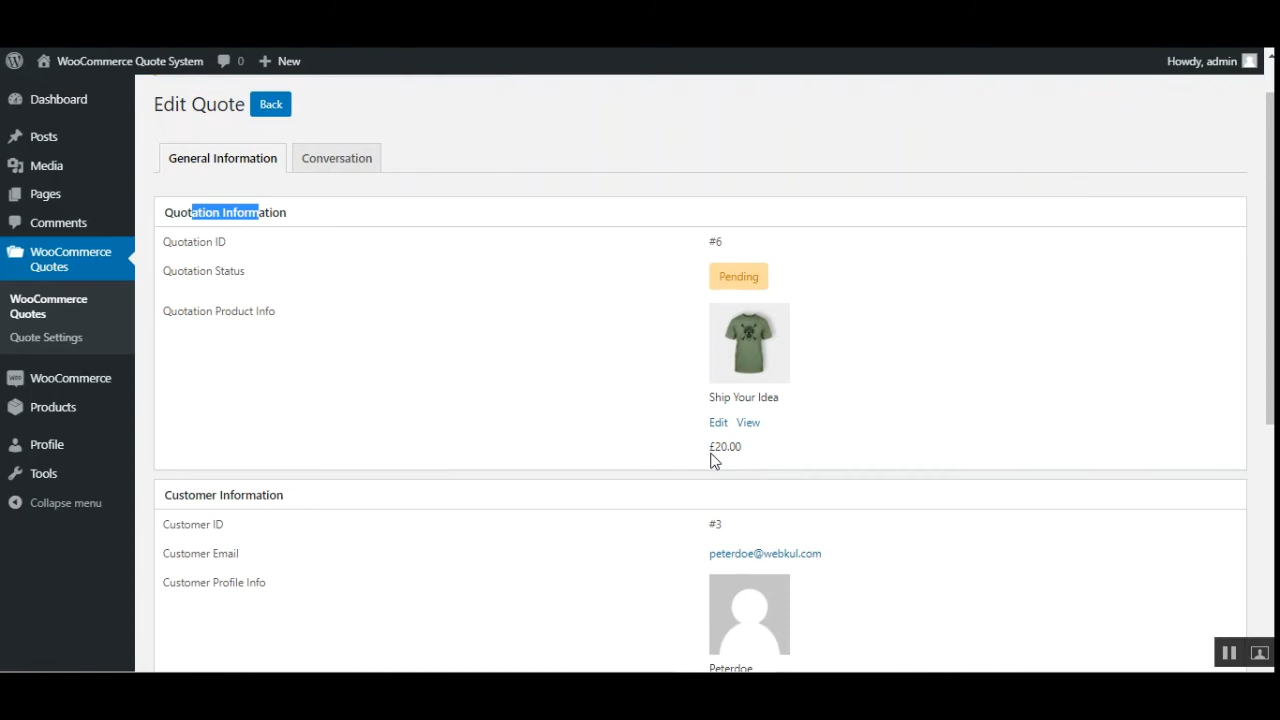 WooCommerce Quote System 0 New Howdy, admin
Dashboard
Posts
Media
Pages
Comments
WooCommerce
Quotes
WooCommerce
Quotes
Quote Settings
WooCommerce
Products
Profile
Tools
Collapse menu
Edit Quote Back
General Information Conversation
Quotation Information
Quotation ID #6
Quotation Status Pending
Quotation Product Info
Ship Your Idea
Edit View
£20.00
Customer Information
Customer ID #3
Customer Email peterdoe@webkul.com
Customer Profile Info
Peterdoe